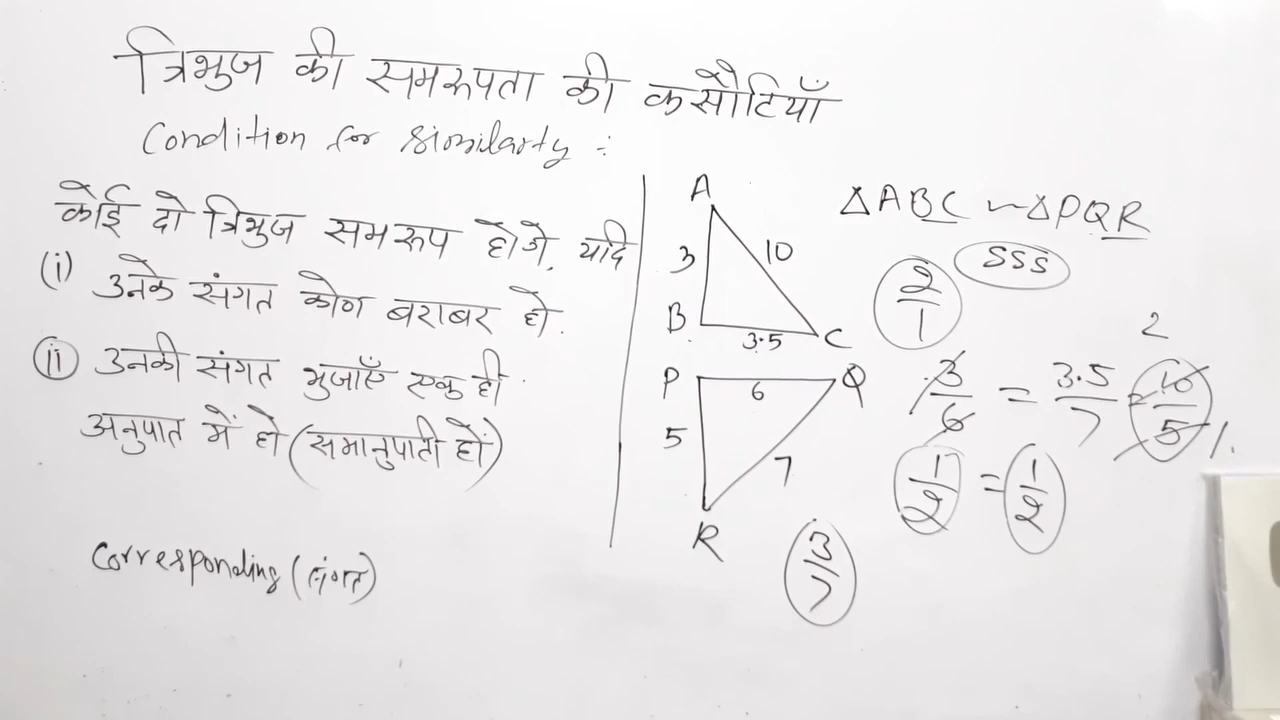 त्रिभुज की समरूपता की कसौटियाँ
Condition for similarty :
कोई दो त्रिभुज समरूप होंगे, यदि
(i) उनके संगत कोण बराबर हो.
(ii) उनकी संगत भुजाएँ एक ही
अनुपात में हो (समानुपाती हों)
Corresponding (संगत)
A
3
10
B
3.5
C
P
6
Q
5
7
R
ΔABC ~ ΔPQR
SSS
2/1
2
3/6 = 3.5/7 = 10/5
1/2 = 1/2
3/7